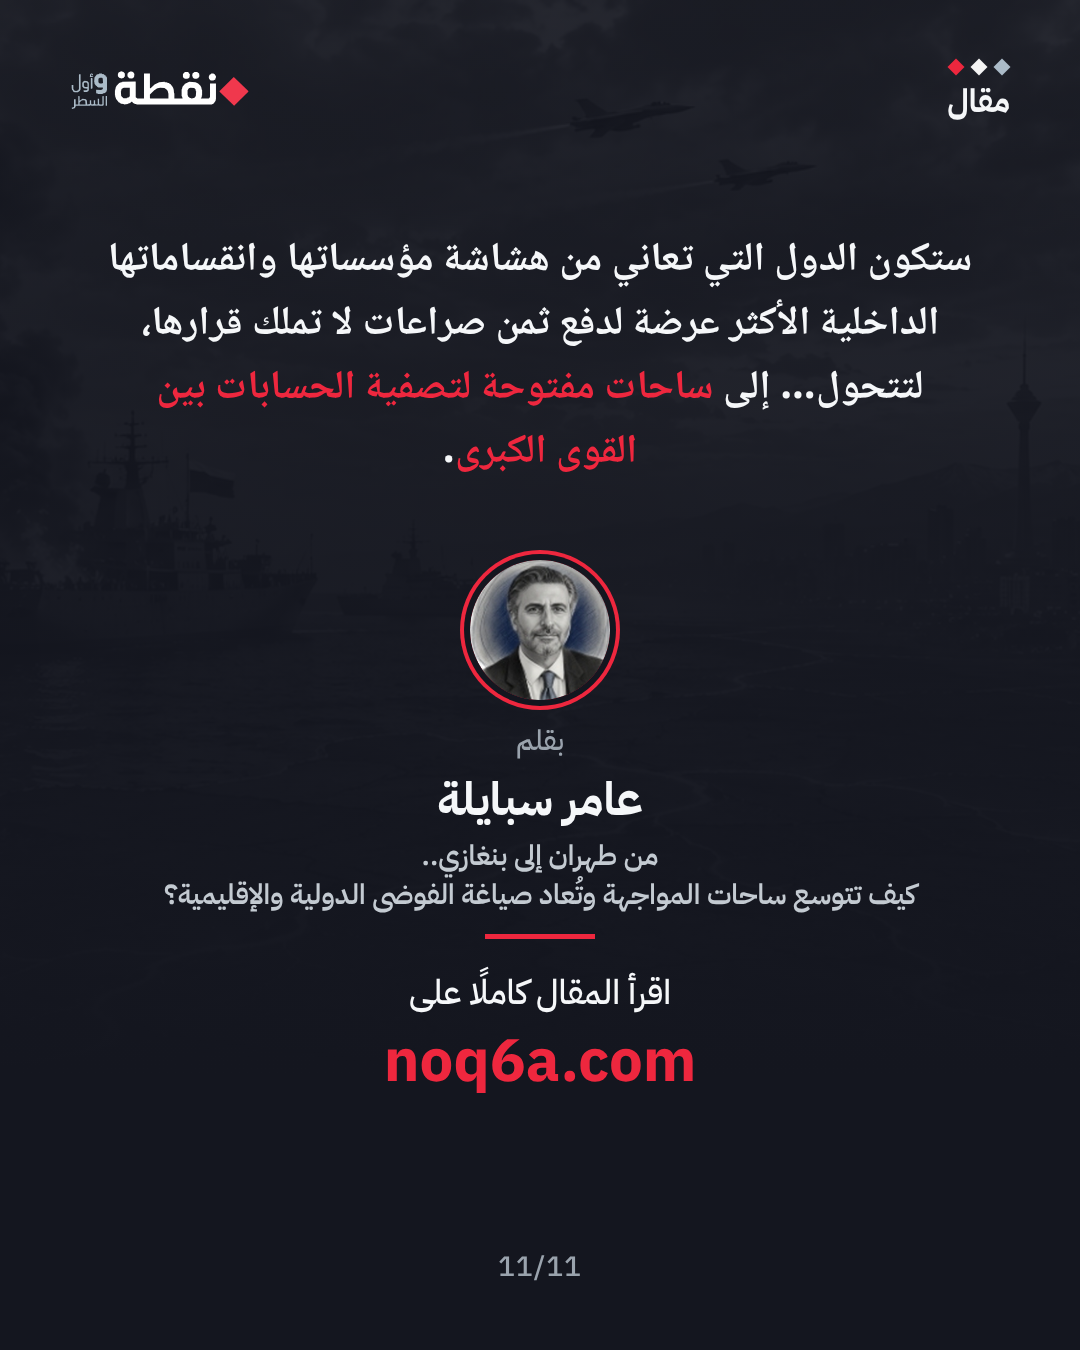 مقال
نقطة وأول السطر
ستكون الدول التي تعاني من هشاشة مؤسساتها وانقساماتها
الداخلية الأكثر عرضة لدفع ثمن صراعات لا تملك قرارها،
لتتحول... إلى ساحات مفتوحة لتصفية الحسابات بين
القوى الكبرى.
بقلم
عامر سبايلة
من طهران إلى بنغازي..
كيف تتوسع ساحات المواجهة وتُعاد صياغة الفوضى الدولية والإقليمية؟
اقرأ المقال كاملًا على
noq6a.com
11/11